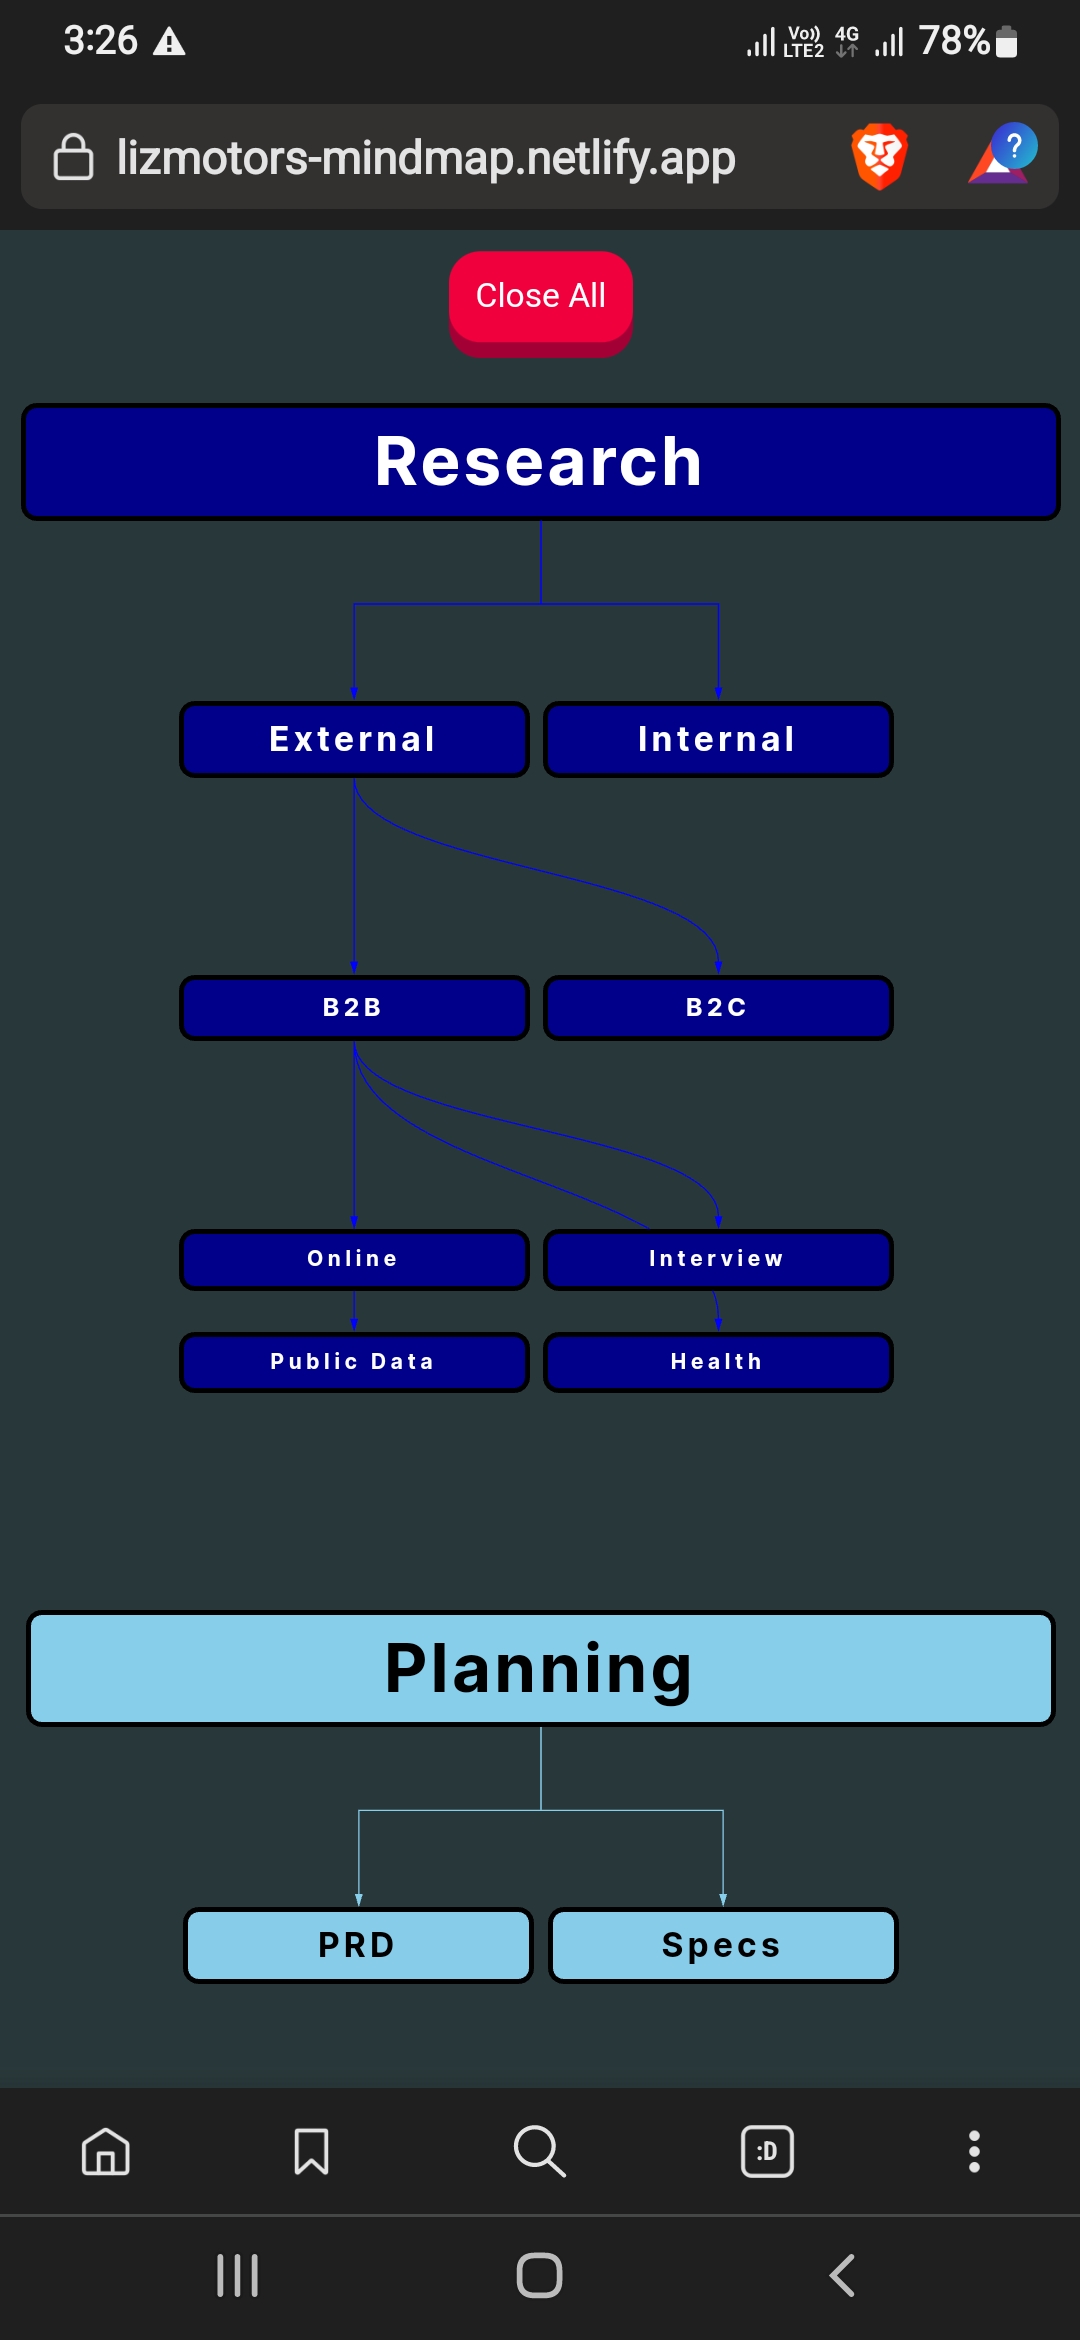 3:26
Vo)) LTE2 4G 78%
lizmotors-mindmap.netlify.app
?
Close All
Research
External Internal
B2B B2C
Online Interview
Public Data Health
Planning
PRD Specs
:D